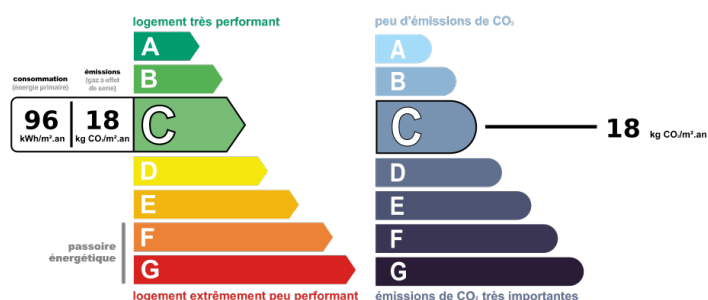 logement très performant
A
B
consommation
(énergie primaire)
émissions
(gaz à effet
de serre)
96
kWh/m².an
18
kg CO₂/m².an
C
D
E
F
G
passoire
énergétique
logement extrêmement peu performant
peu d'émissions de CO₂
A
B
C
18 kg CO₂/m².an
D
E
F
G
émissions de CO₂ très importantes